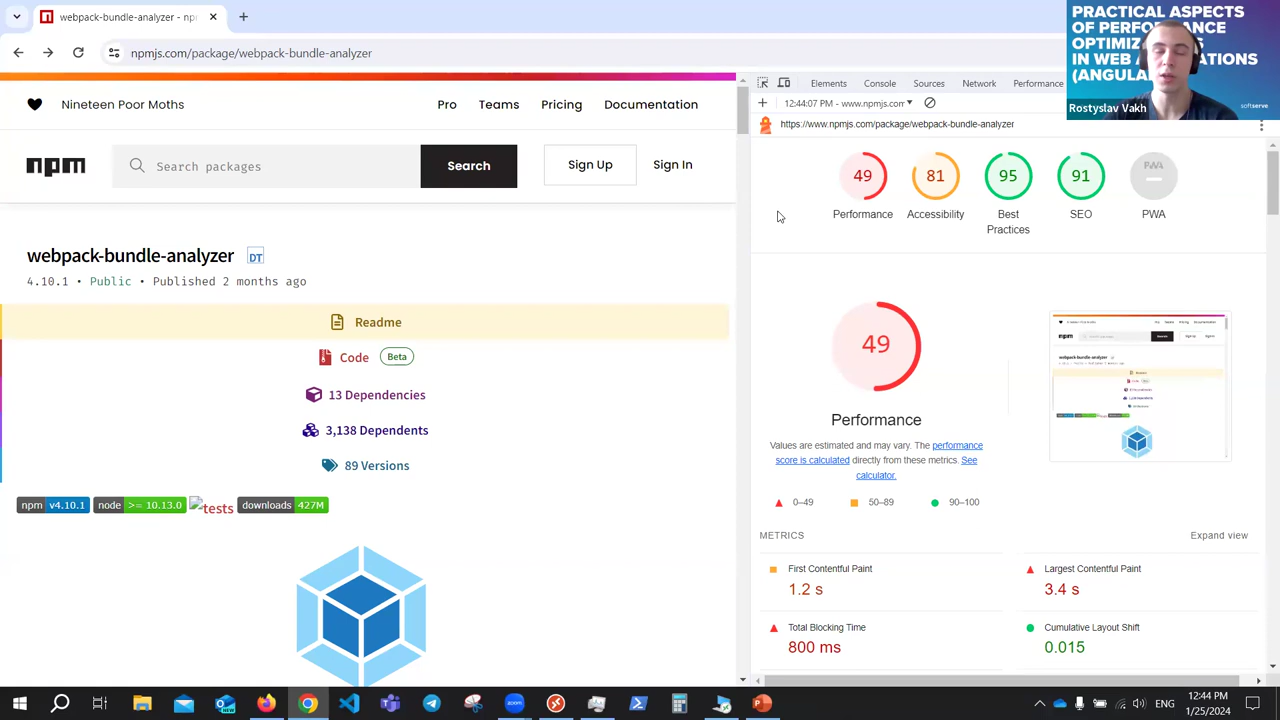 webpack-bundle-analyzer - np
npmjs.com/package/webpack-bundle-analyzer
Nineteen Poor Moths
Pro
Teams
Pricing
Documentation
npm
Search packages
Search
Sign Up
Sign In
webpack-bundle-analyzer
DT
4.10.1 • Public • Published 2 months ago
Readme
Code
Beta
13 Dependencies
3,138 Dependents
89 Versions
npm v4.10.1
node >= 10.13.0
tests
downloads 427M
Elements
Console
Sources
Network
Performance
12:44:07 PM - www.npmjs.com
https://www.npmjs.com/package/webpack-bundle-analyzer
49
Performance
81
Accessibility
95
Best
Practices
91
SEO
PWA
PWA
49
Performance
Values are estimated and may vary. The performance
score is calculated directly from these metrics. See
calculator.
0–49
50–89
90–100
METRICS
Expand view
First Contentful Paint
1.2 s
Largest Contentful Paint
3.4 s
Total Blocking Time
800 ms
Cumulative Layout Shift
0.015
PRACTICAL ASPECTS
OF
IN WEB
(ANGULA
Rostyslav Vakh
softserve
ENG
12:44 PM
1/25/2024